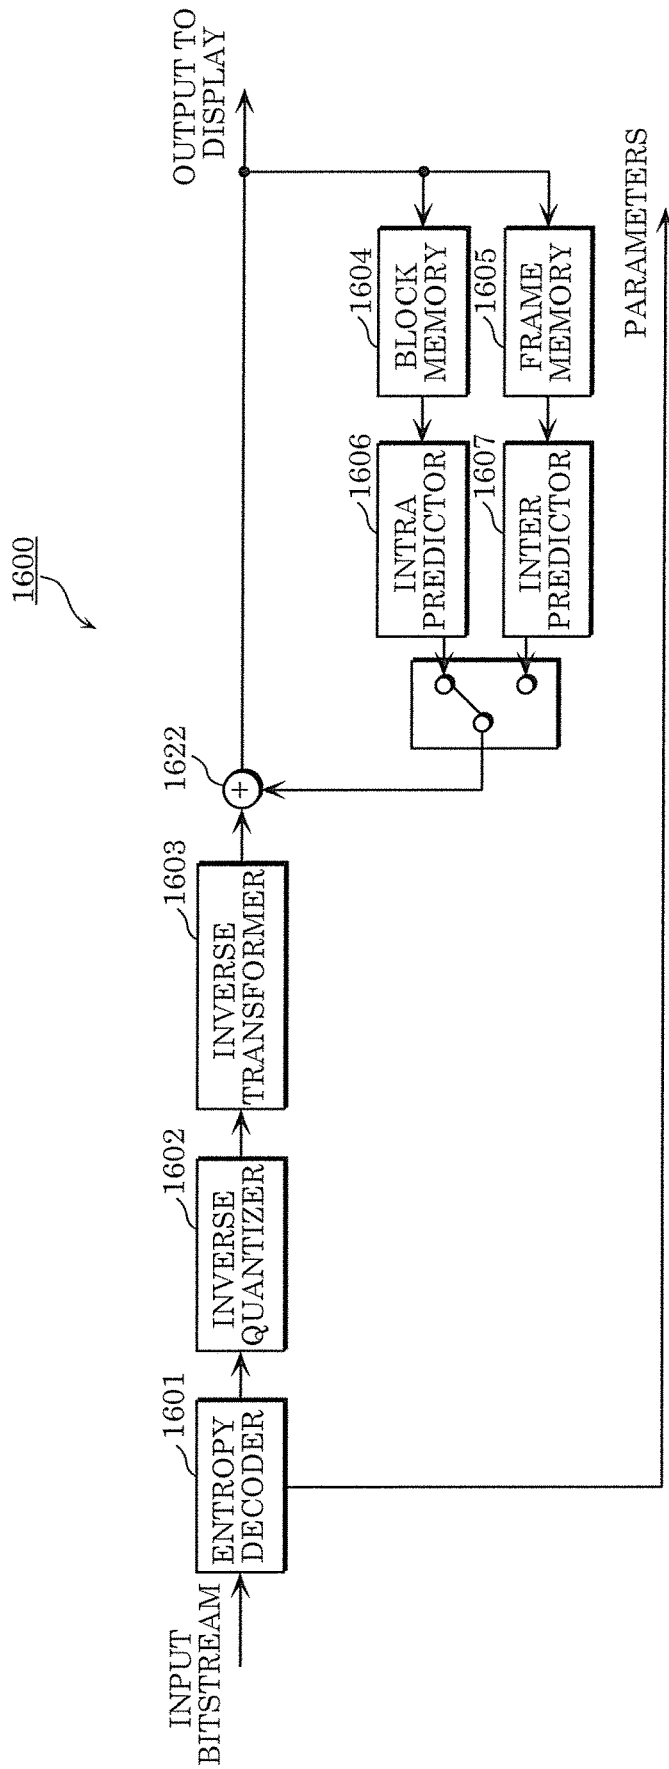 1600
INPUT
BITSTREAM
1601
ENTROPY
DECODER
1602
INVERSE
QUANTIZER
1603
INVERSE
TRANSFORMER
1622
+
OUTPUT TO
DISPLAY
1606
INTRA
PREDICTOR
1604
BLOCK
MEMORY
1607
INTER
PREDICTOR
1605
FRAME
MEMORY
PARAMETERS